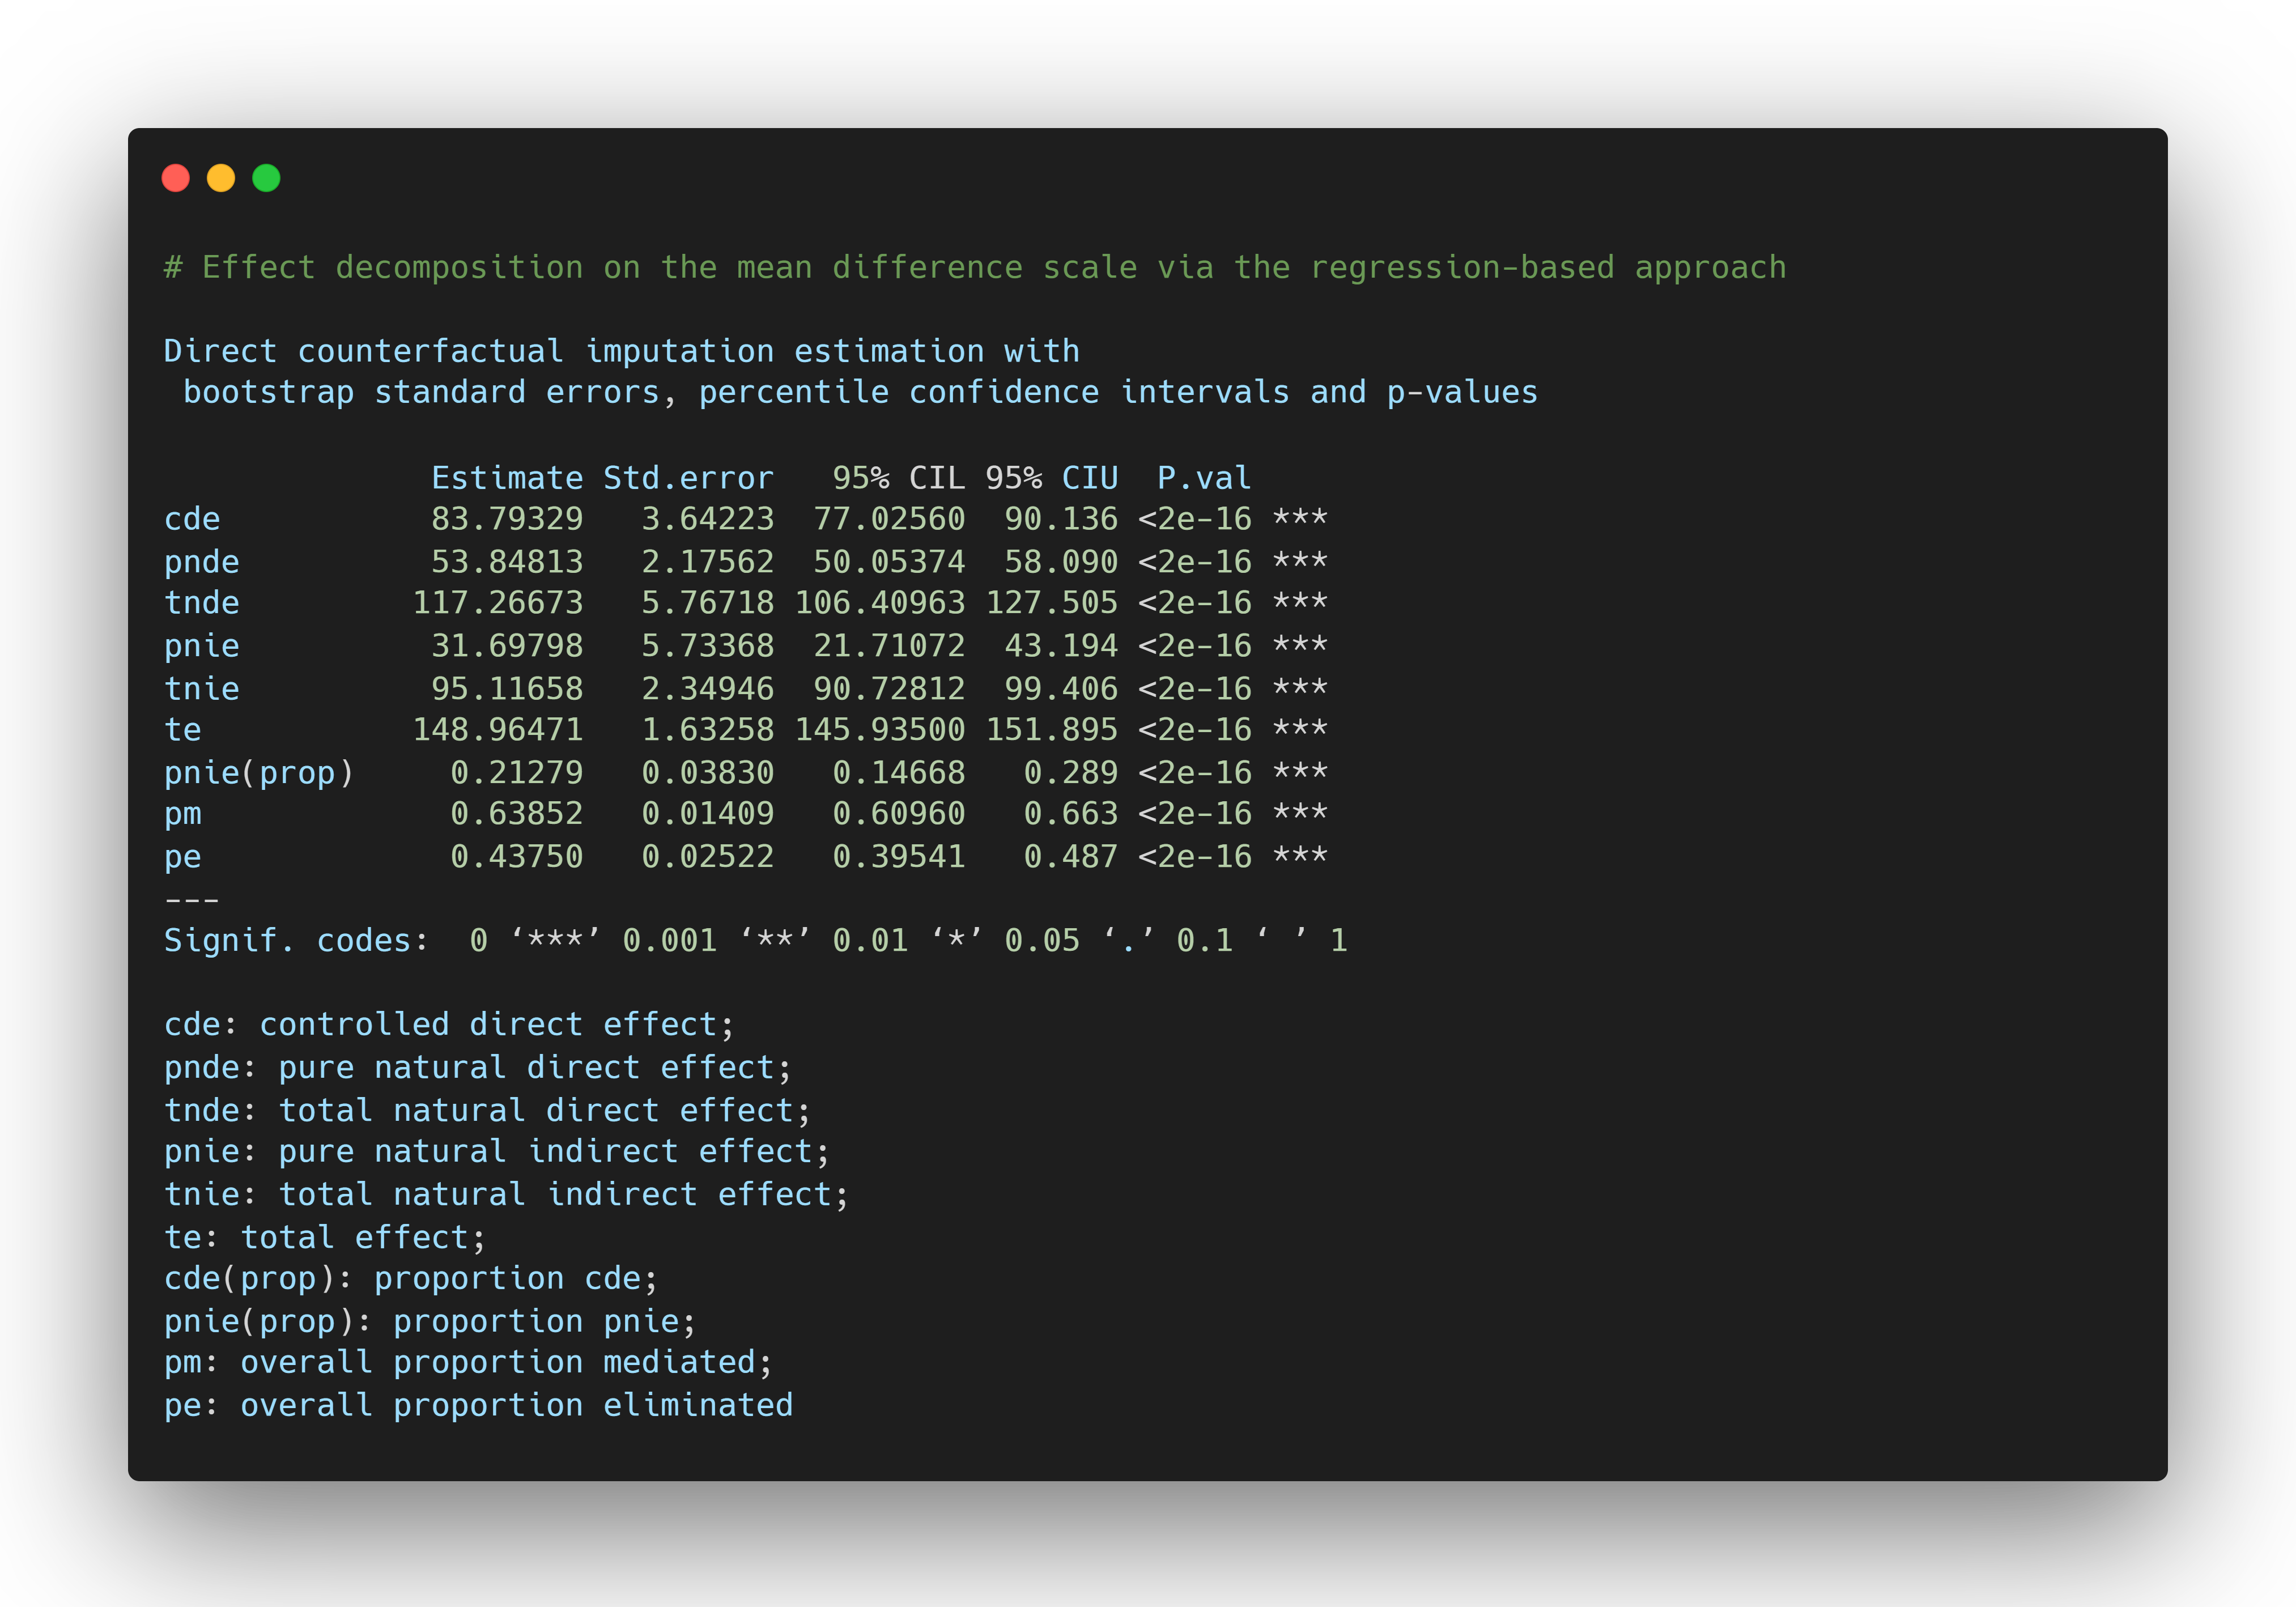 # Effect decomposition on the mean difference scale via the regression-based approach
Direct counterfactual imputation estimation with
 bootstrap standard errors, percentile confidence intervals and p-values
              Estimate Std.error   95% CIL 95% CIU  P.val
cde           83.79329   3.64223  77.02560  90.136 <2e-16 ***
pnde          53.84813   2.17562  50.05374  58.090 <2e-16 ***
tnde         117.26673   5.76718 106.40963 127.505 <2e-16 ***
pnie          31.69798   5.73368  21.71072  43.194 <2e-16 ***
tnie          95.11658   2.34946  90.72812  99.406 <2e-16 ***
te           148.96471   1.63258 145.93500 151.895 <2e-16 ***
pnie(prop)     0.21279   0.03830   0.14668   0.289 <2e-16 ***
pm             0.63852   0.01409   0.60960   0.663 <2e-16 ***
pe             0.43750   0.02522   0.39541   0.487 <2e-16 ***
---
Signif. codes:  0 ‘***’ 0.001 ‘**’ 0.01 ‘*’ 0.05 ‘.’ 0.1 ‘ ’ 1
cde: controlled direct effect;
pnde: pure natural direct effect;
tnde: total natural direct effect;
pnie: pure natural indirect effect;
tnie: total natural indirect effect;
te: total effect;
cde(prop): proportion cde;
pnie(prop): proportion pnie;
pm: overall proportion mediated;
pe: overall proportion eliminated